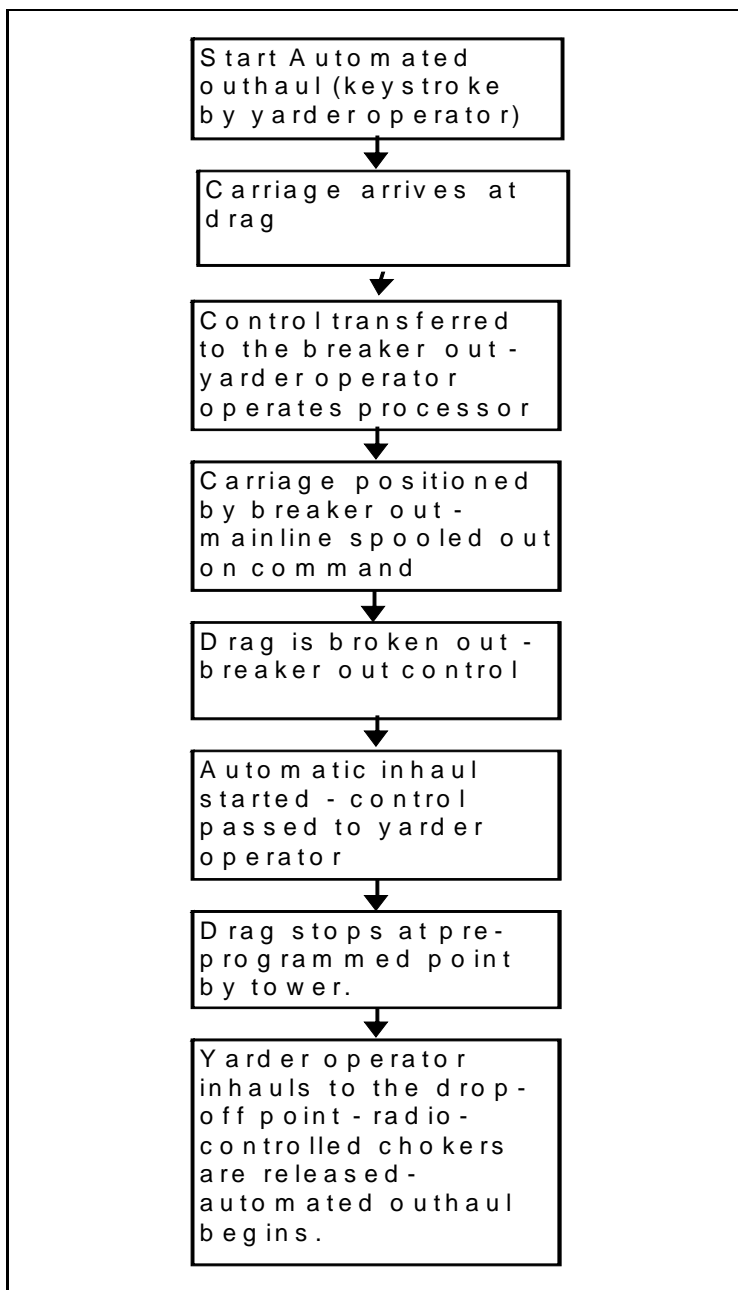 Start Automated
outhaul (keystroke
by yarder operator)
Carriage arrives at
drag
Control transferred
to the breaker out -
yarder operator
operates processor
Carriage positioned
by breaker out -
mainline spooled out
on command
Drag is broken out -
breaker out control
Automatic inhaul
started - control
passed to yarder
operator
Drag stops at pre-
programmed point
by tower.
Yarder operator
inhauls to the drop-
off point - radio-
controlled chokers
are released -
automated outhaul
begins.